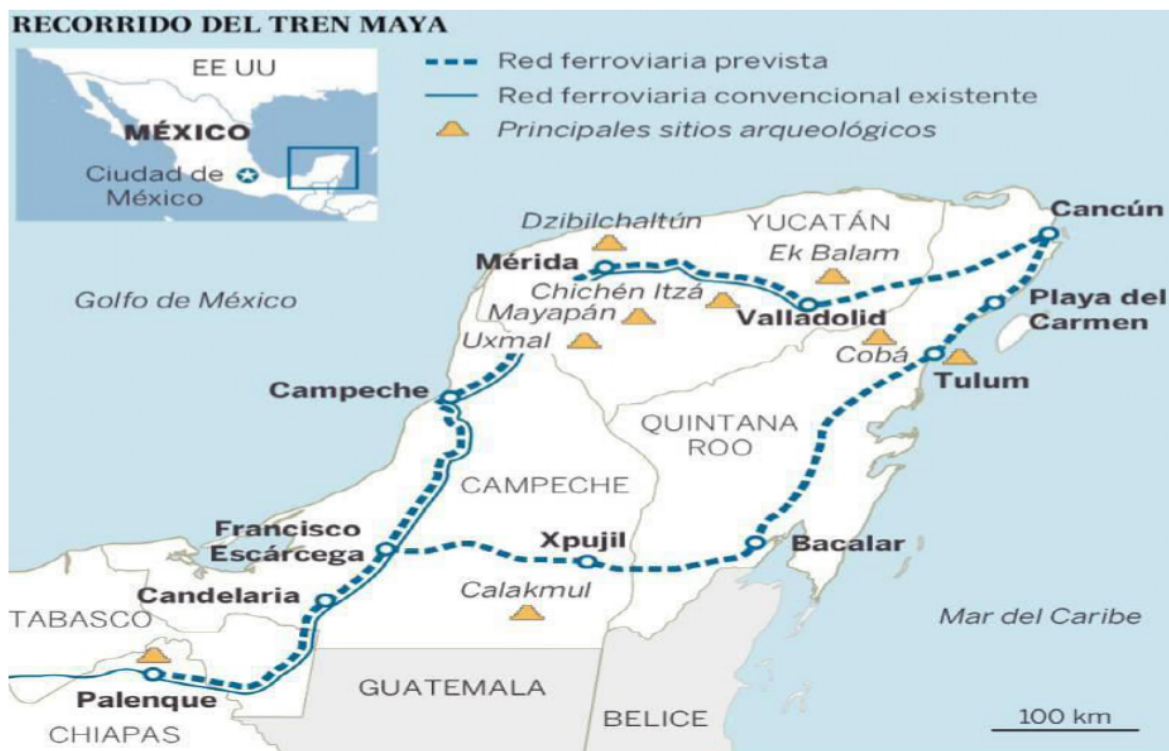 RECORRIDO DEL TREN MAYA
EE UU
MÉXICO
Ciudad de
México
Red ferroviaria prevista
Red ferroviaria convencional existente
Principales sitios arqueológicos
Golfo de México
Dzibilchaltún
YUCATÁN
Cancún
Mérida
Ek Balam
Chichén Itzá
Mayapán
Valladolid
Playa del
Carmen
Uxmal
Cobá
Tulum
Campeche
QUINTANA
ROO
CAMPECHE
Francisco
Escárcega
Xpujil
Bacalar
Candelaria
Calakmul
TABASCO
Mar del Caribe
Palenque
GUATEMALA
BELICE
CHIAPAS
100 km